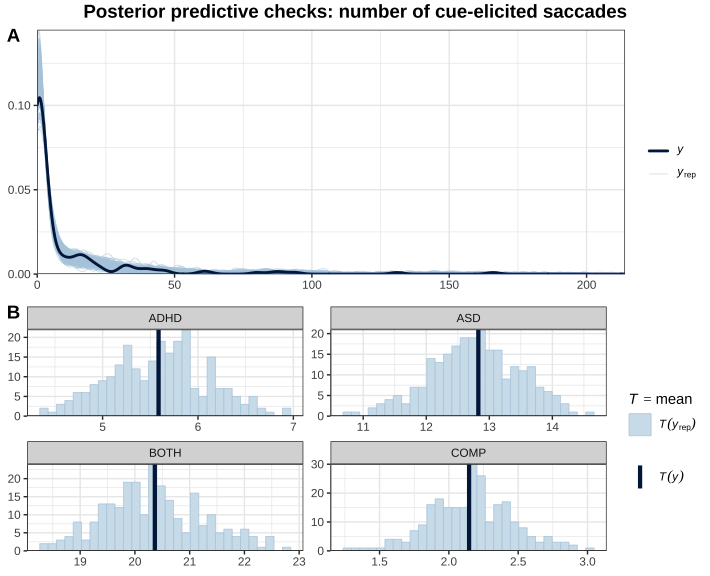 Posterior predictive checks: number of cue-elicited saccades
A
0.10
0.05
0.00
0 50 100 150 200
y
yrep
B
ADHD ASD
20
15
10
5
0
5 6 7
20
15
10
5
0
11 12 13 14
BOTH COMP
20
15
10
5
0
19 20 21 22 23
30
20
10
0
1.5 2.0 2.5 3.0
T = mean
T(yrep)
T(y)